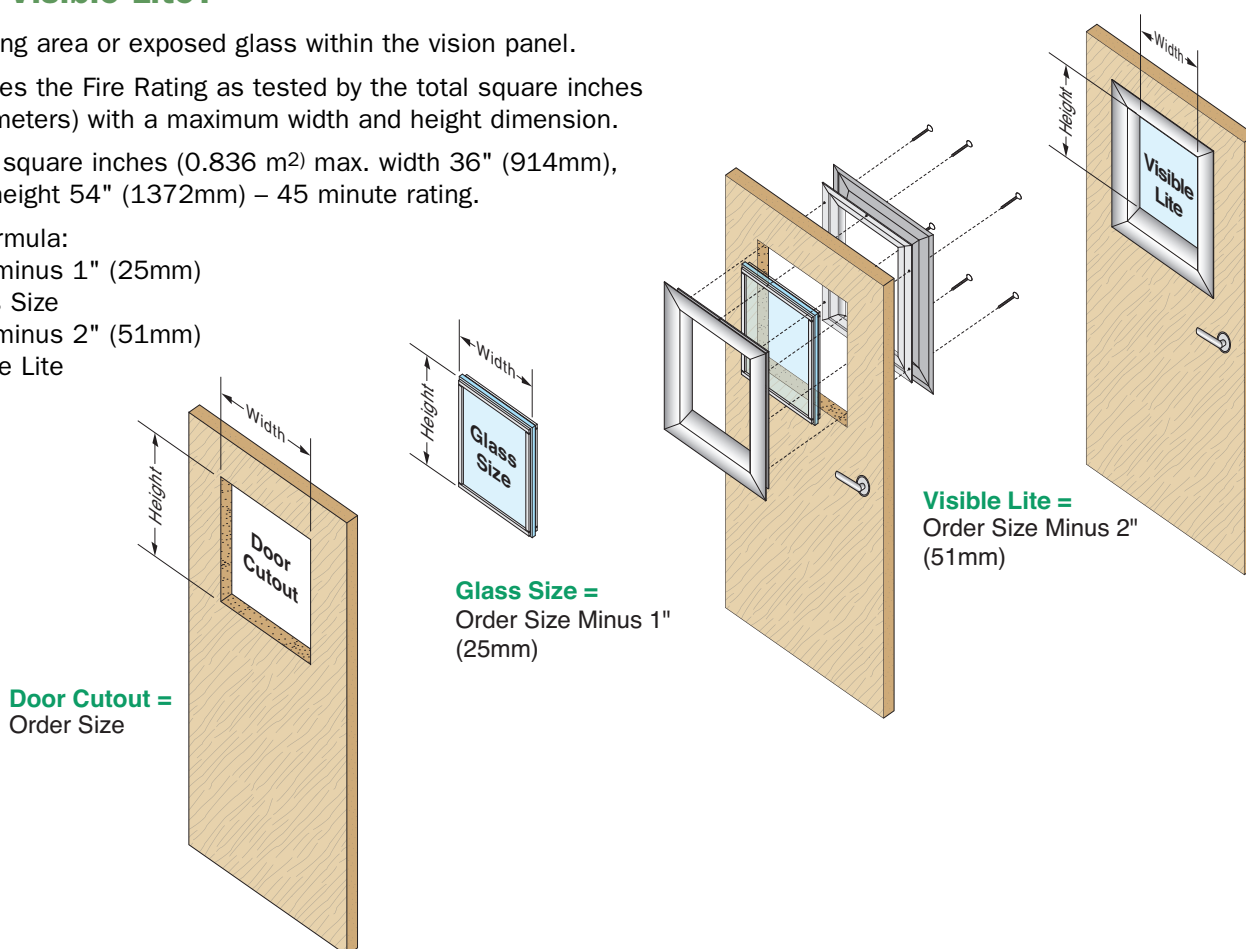 Visible Lite?
ng area or exposed glass within the vision panel.
es the Fire Rating as tested by the total square inches
meters) with a maximum width and height dimension.
square inches (0.836 m2) max. width 36" (914mm),
height 54" (1372mm) – 45 minute rating.
rmula:
minus 1" (25mm)
Size
minus 2" (51mm)
e Lite
Width
Height
Door
Cutout
Door Cutout =
Order Size
Width
Height
Glass
Size
Glass Size =
Order Size Minus 1"
(25mm)
Width
Height
Visible
Lite
Visible Lite =
Order Size Minus 2"
(51mm)